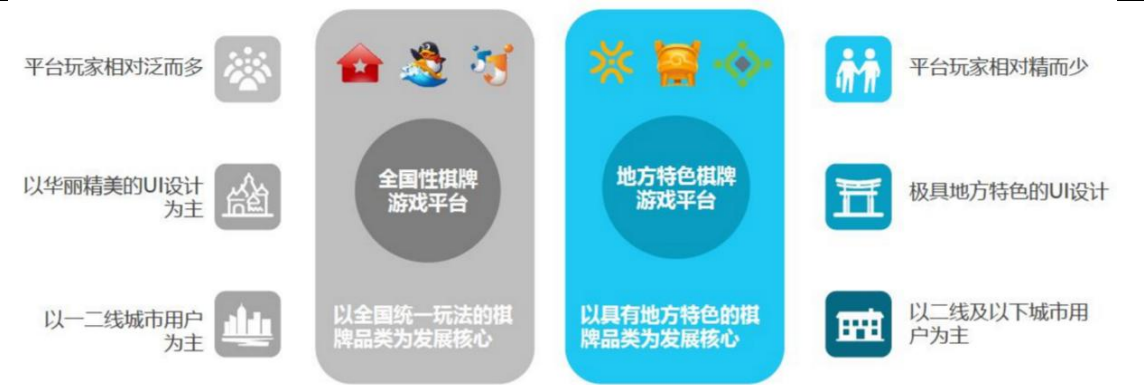 平台玩家相对泛而多
以华丽精美的UI设计
为主
以一二线城市用户
为主
全国性棋牌
游戏平台
以全国统一玩法的棋
牌品类为发展核心
地方特色棋牌
游戏平台
以具有地方特色的棋
牌品类为发展核心
平台玩家相对精而少
极具地方特色的UI设计
以二线及以下城市用
户为主